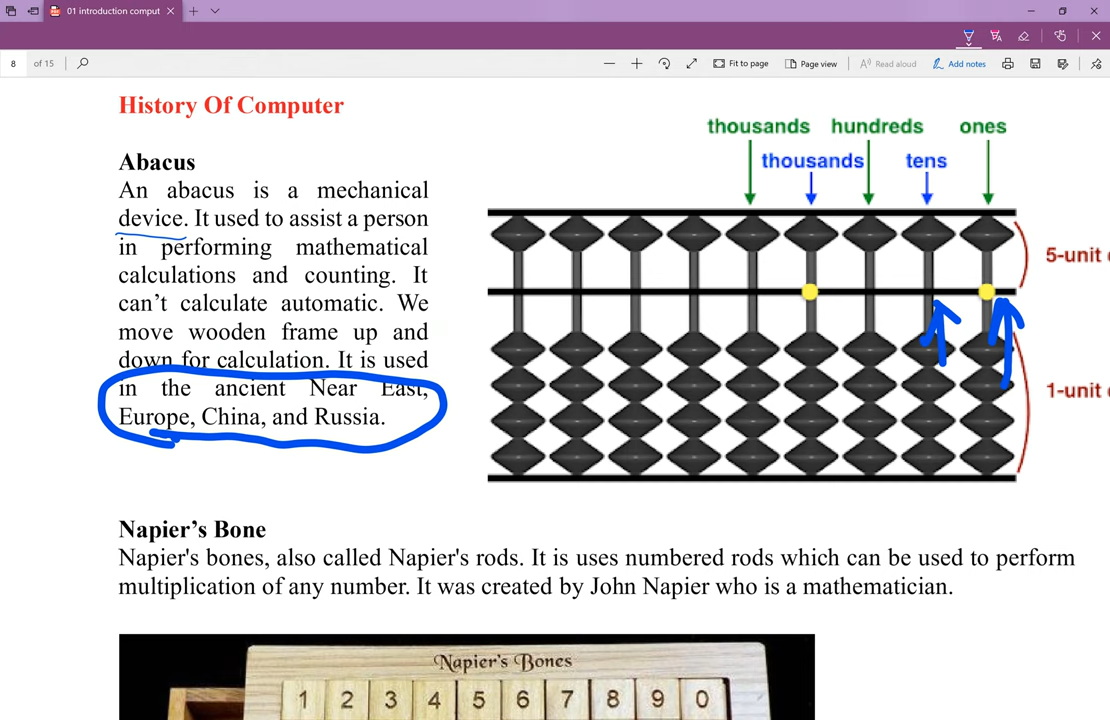 01 introduction comput
8 of 15
Fit to page
Page view
Read aloud
Add notes
History Of Computer
thousands hundreds ones
thousands tens
Abacus
An abacus is a mechanical
device. It used to assist a person
in performing mathematical
calculations and counting. It
can't calculate automatic. We
move wooden frame up and
down for calculation. It is used
in the ancient Near East,
Europe, China, and Russia.
5-unit
1-unit
Napier's Bone
Napier's bones, also called Napier's rods. It is uses numbered rods which can be used to perform
multiplication of any number. It was created by John Napier who is a mathematician.
Napier's Bones
1 2 3 4 5 6 7 8 9 0